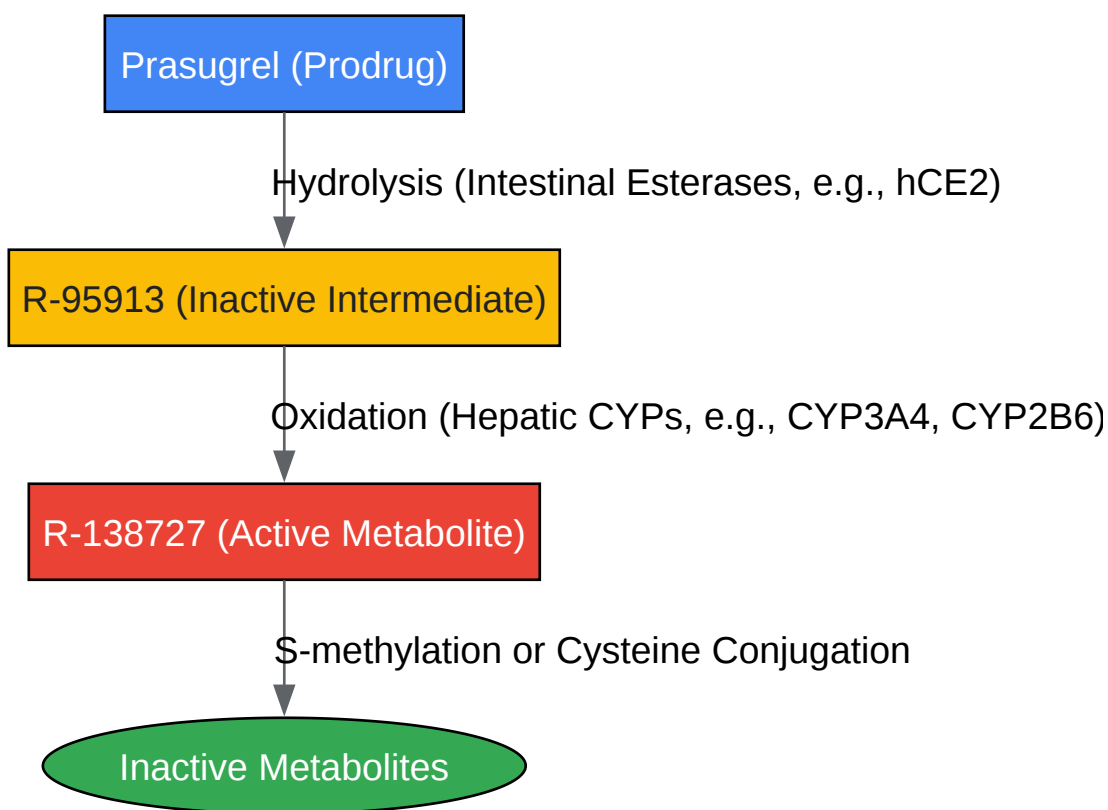 Prasugrel (Prodrug)
Hydrolysis (Intestinal Esterases, e.g., hCE2)
R-95913 (Inactive Intermediate)
Oxidation (Hepatic CYPs, e.g., CYP3A4, CYP2B6)
R-138727 (Active Metabolite)
S-methylation or Cysteine Conjugation
Inactive Metabolites